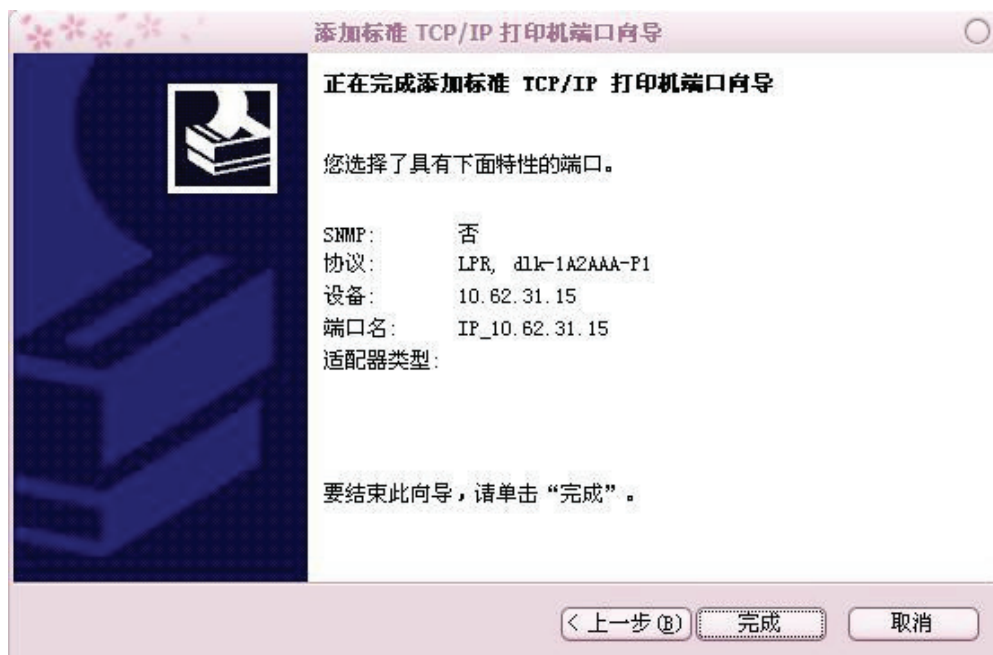 添加标准 TCP/IP 打印机端口向导
正在完成添加标准 TCP/IP 打印机端口向导
您选择了具有下面特性的端口。
SNMP: 否
协议: LPR, dlk-1A2AAA-P1
设备: 10.62.31.15
端口名: IP_10.62.31.15
适配器类型:
要结束此向导，请单击“完成”。
< 上一步(B) 完成 取消